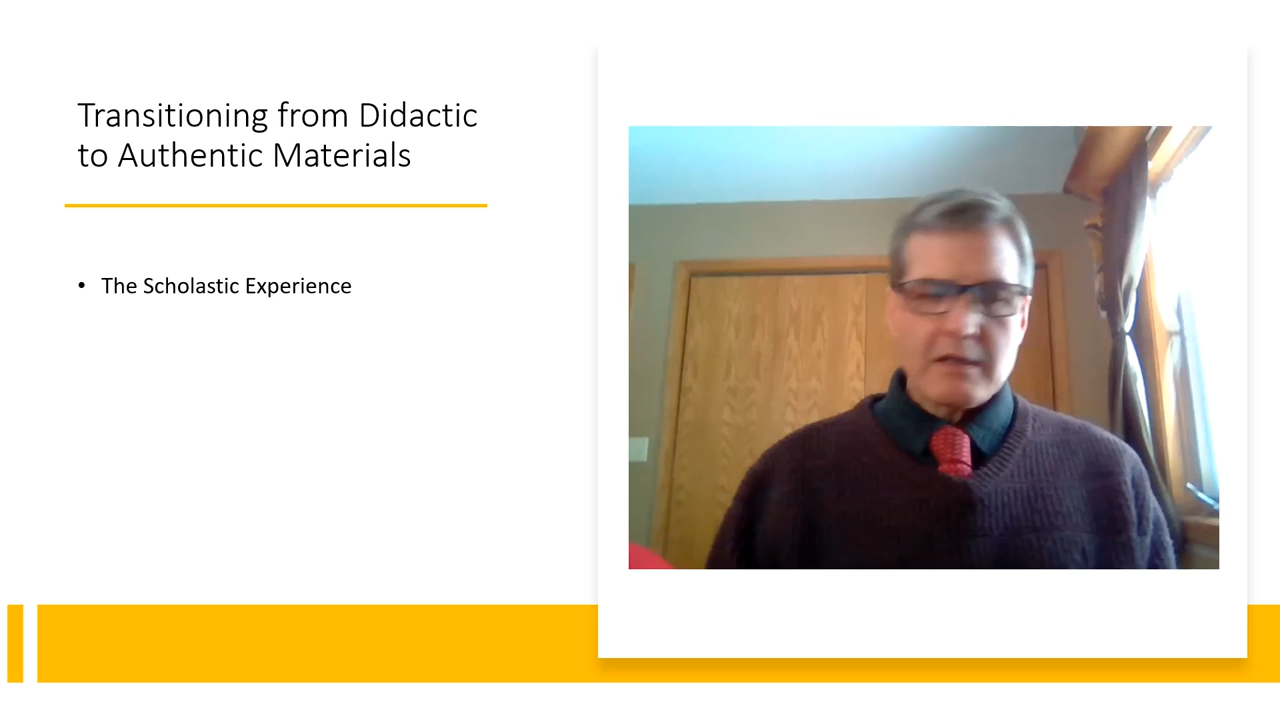 Transitioning from Didactic
to Authentic Materials
• The Scholastic Experience